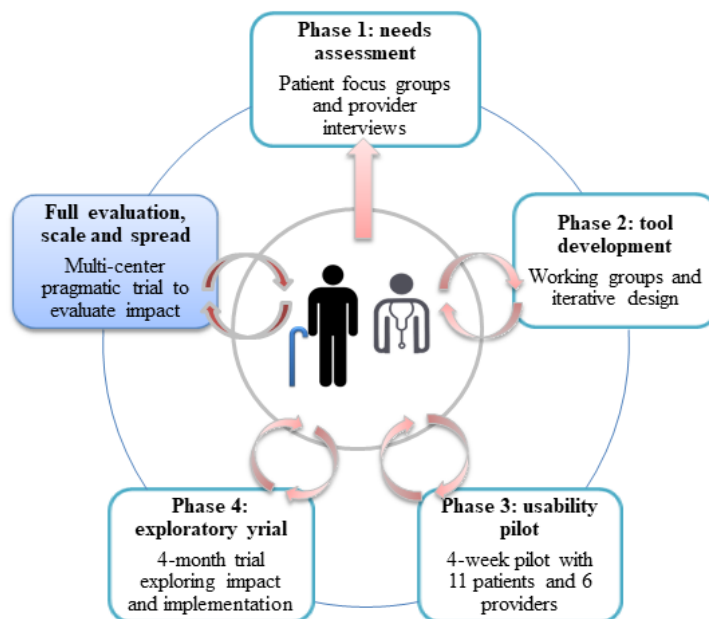 Phase 1: needs
assessment
Patient focus groups
and provider
interviews
Phase 2: tool
development
Working groups and
iterative design
Phase 3: usability
pilot
4-week pilot with
11 patients and 6
providers
Phase 4:
exploratory yrial
4-month trial
exploring impact
and implementation
Full evaluation,
scale and spread
Multi-center
pragmatic trial to
evaluate impact